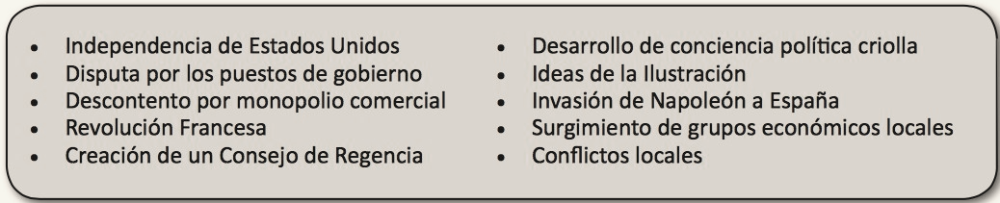 • Independencia de Estados Unidos
• Disputa por los puestos de gobierno
• Descontento por monopolio comercial
• Revolución Francesa
• Creación de un Consejo de Regencia
• Desarrollo de conciencia política criolla
• Ideas de la Ilustración
• Invasión de Napoleón a España
• Surgimiento de grupos económicos locales
• Conflictos locales